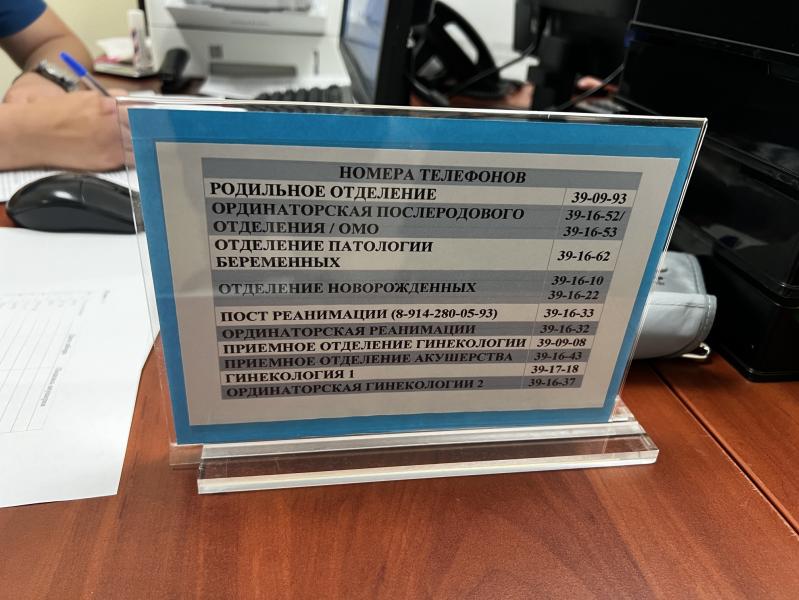 НОМЕРА ТЕЛЕФОНОВ
РОДИЛЬНОЕ ОТДЕЛЕНИЕ 39-09-93
ОРДИНАТОРСКАЯ ПОСЛЕРОДОВОГО 39-16-52/
ОТДЕЛЕНИЯ / ОМО 39-16-53
ОТДЕЛЕНИЕ ПАТОЛОГИИ
БЕРЕМЕННЫХ 39-16-62
ОТДЕЛЕНИЕ НОВОРОЖДЕННЫХ 39-16-10
39-16-22
ПОСТ РЕАНИМАЦИИ (8-914-280-05-93) 39-16-33
ОРДИНАТОРСКАЯ РЕАНИМАЦИИ 39-16-32
ПРИЕМНОЕ ОТДЕЛЕНИЕ ГИНЕКОЛОГИИ 39-09-08
ПРИЕМНОЕ ОТДЕЛЕНИЕ АКУШЕРСТВА 39-16-43
ГИНЕКОЛОГИЯ 1 39-17-18
ОРДИНАТОРСКАЯ ГИНЕКОЛОГИИ 2 39-16-37